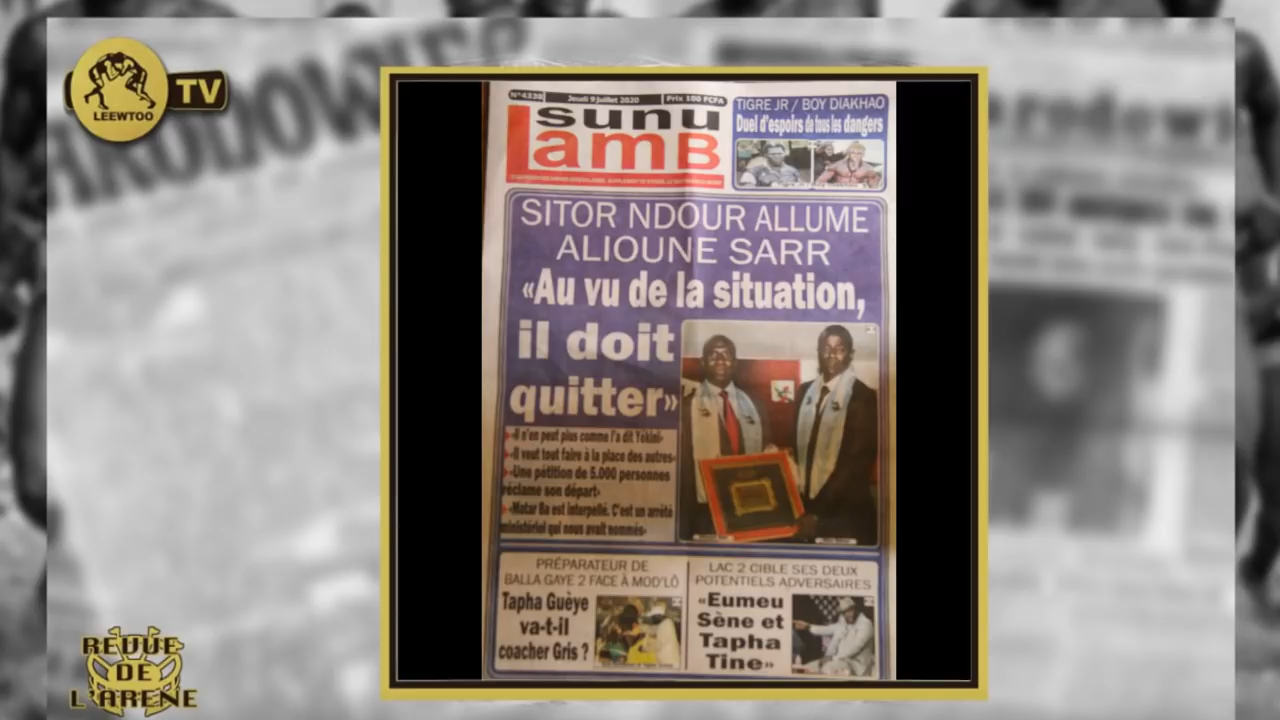 LEEWTOO
TV
N°4338
Jeudi 9 juillet 2020
Prix 100 FCFA
sunu
Lamb
TIGRE JR / BOY DIAKHAO
Duel d'espoirs de tous les dangers
SITOR NDOUR ALLUME
ALIOUNE SARR
«Au vu de la situation,
il doit
quitter»
«Il n'en peut plus comme l'a dit Yékini»
«Il veut tout faire à la place des autres»
«Une pétition de 5.000 personnes
réclame son départ»
«Matar Ba est interpellé. C'est un arrêté
ministériel qui nous avait nommés»
PRÉPARATEUR DE
BALLA GAYE 2 FACE À MOD'LÔ
Tapha Guèye
va-t-il
coacher Gris ?
LAC 2 CIBLE SES DEUX
POTENTIELS ADVERSAIRES
«Eumeu
Sène et
Tapha
Tine»
REVUE
DE
L'ARENE